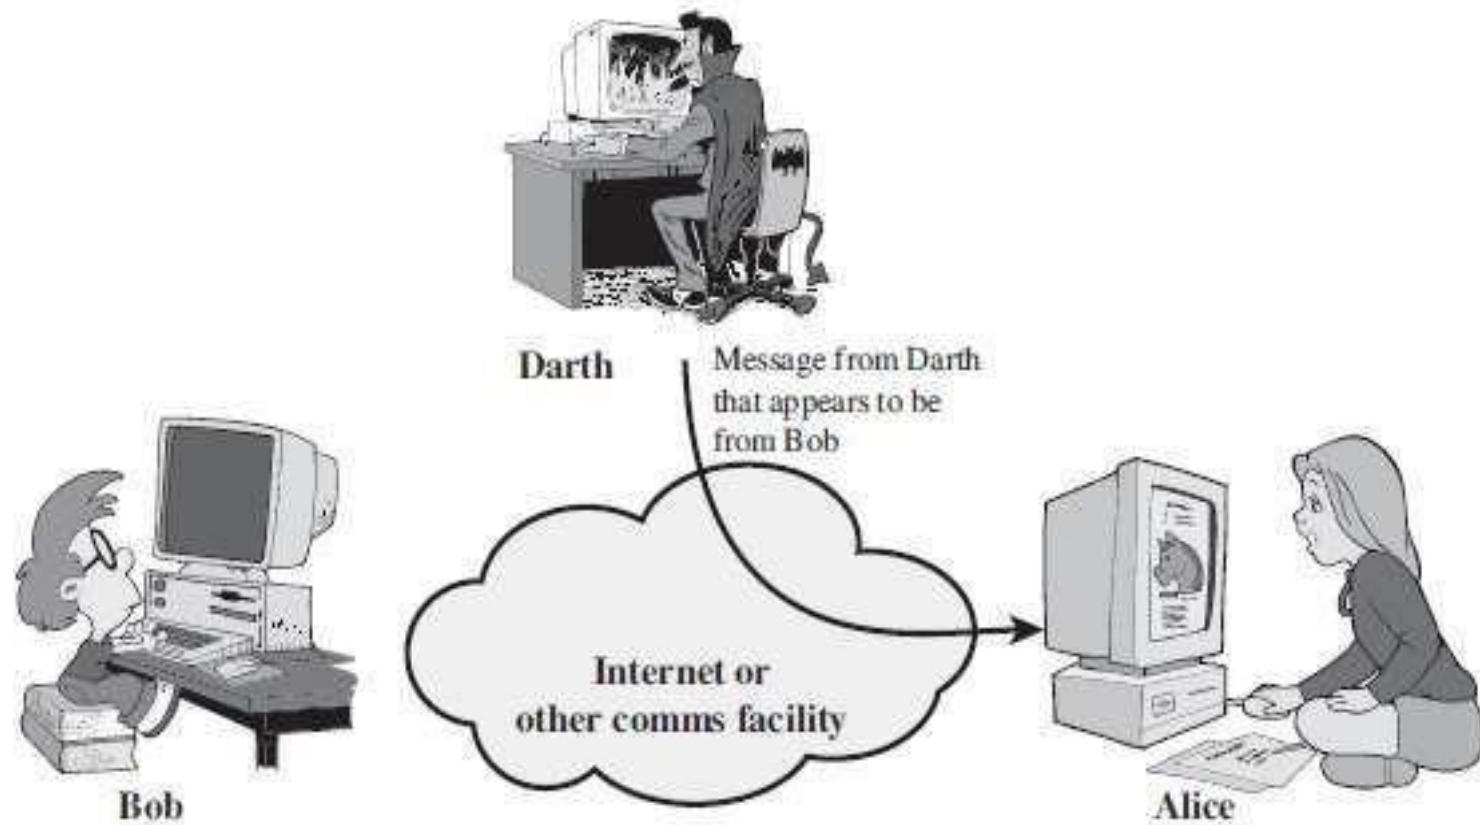 Darth
Message from Darth
that appears to be
from Bob
Internet or
other comms facility
Bob
Alice